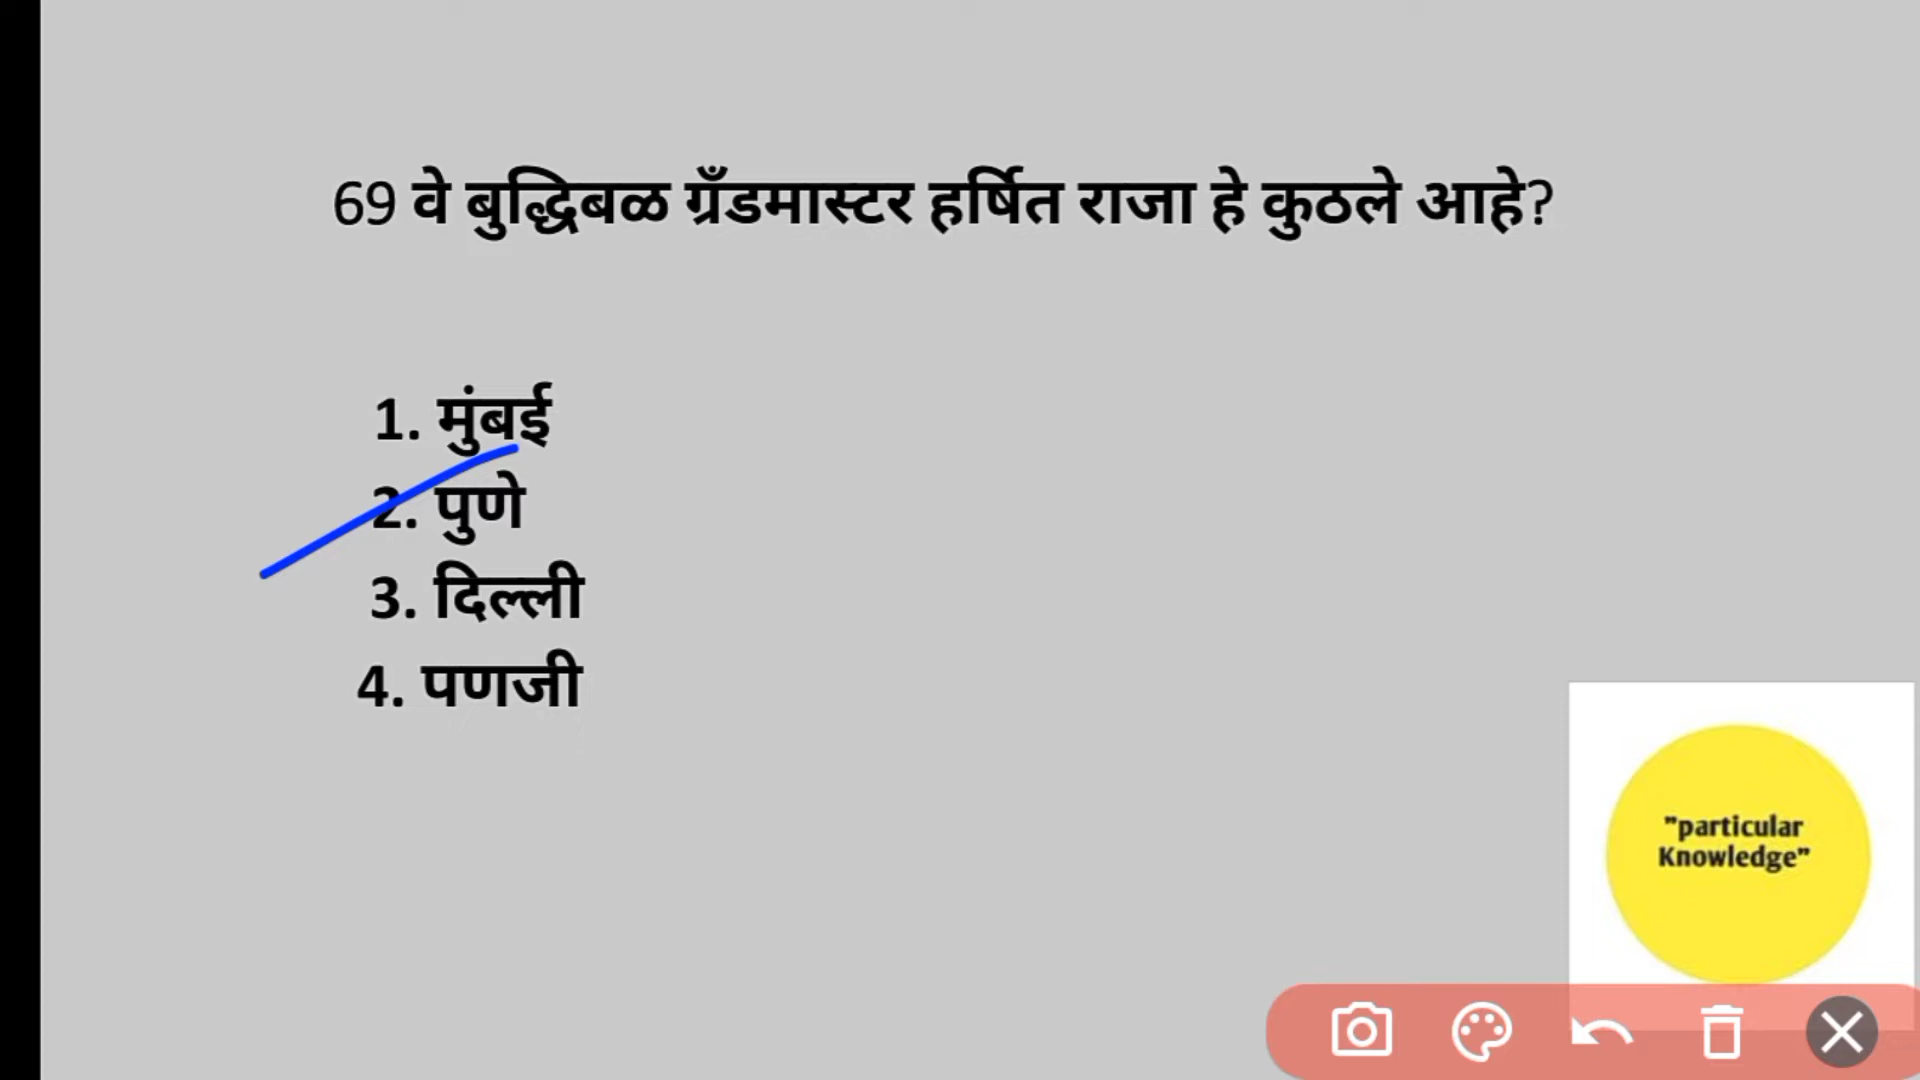 69 वे बुद्धिबळ ग्रँडमास्टर हर्षित राजा हे कुठले आहे?
1. मुंबई
2. पुणे
3. दिल्ली
4. पणजी
"particular
Knowledge"